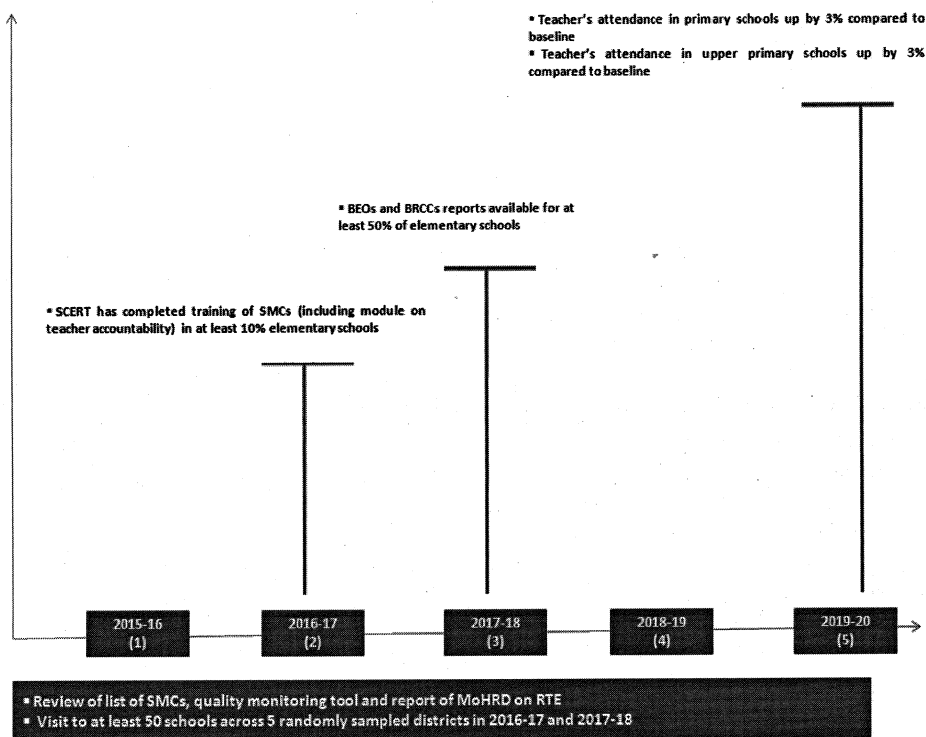 ▪ Teacher's attendance in primary schools up by 3% compared to
baseline
▪ Teacher's attendance in upper primary schools up by 3%
compared to baseline
▪ BEOs and BRCCs reports available for at
least 50% of elementary schools
▪ SCERT has completed training of SMCs (including module on
teacher accountability) in at least 10% elementary schools
2015-16
(1)
2016-17
(2)
2017-18
(3)
2018-19
(4)
2019-20
(5)
▪ Review of list of SMCs, quality monitoring tool and report of MoHRD on RTE
▪ Visit to at least 50 schools across 5 randomly sampled districts in 2016-17 and 2017-18